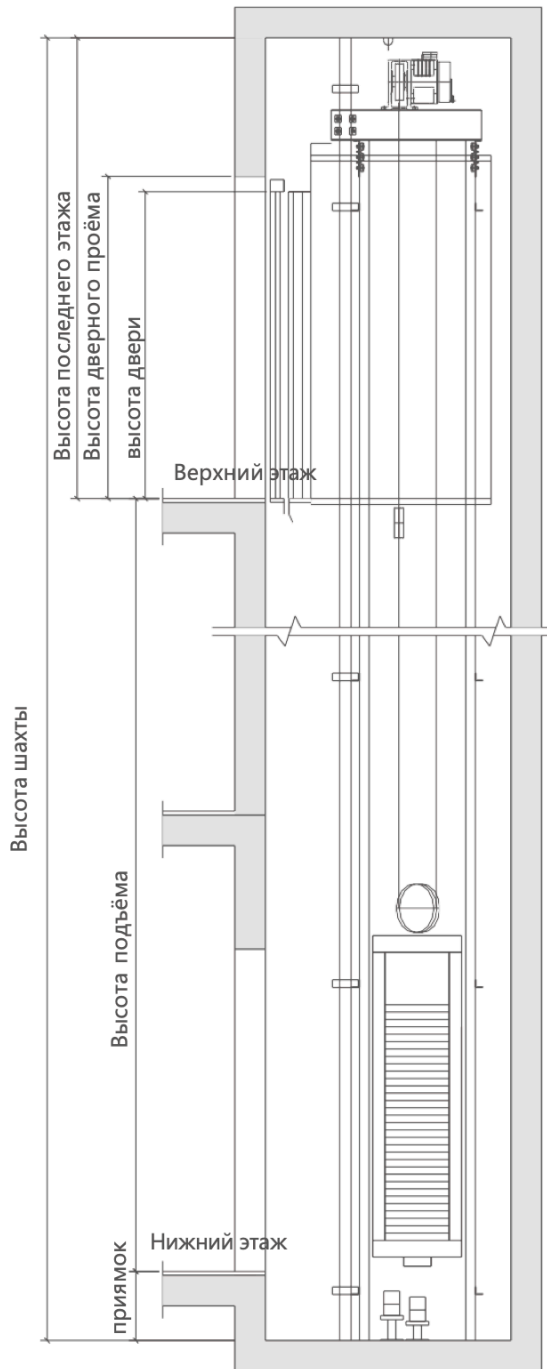 Высота последнего этажа
Высота дверного проёма
высота двери
Верхний этаж
Высота шахты
Высота подъёма
Нижний этаж
приямок